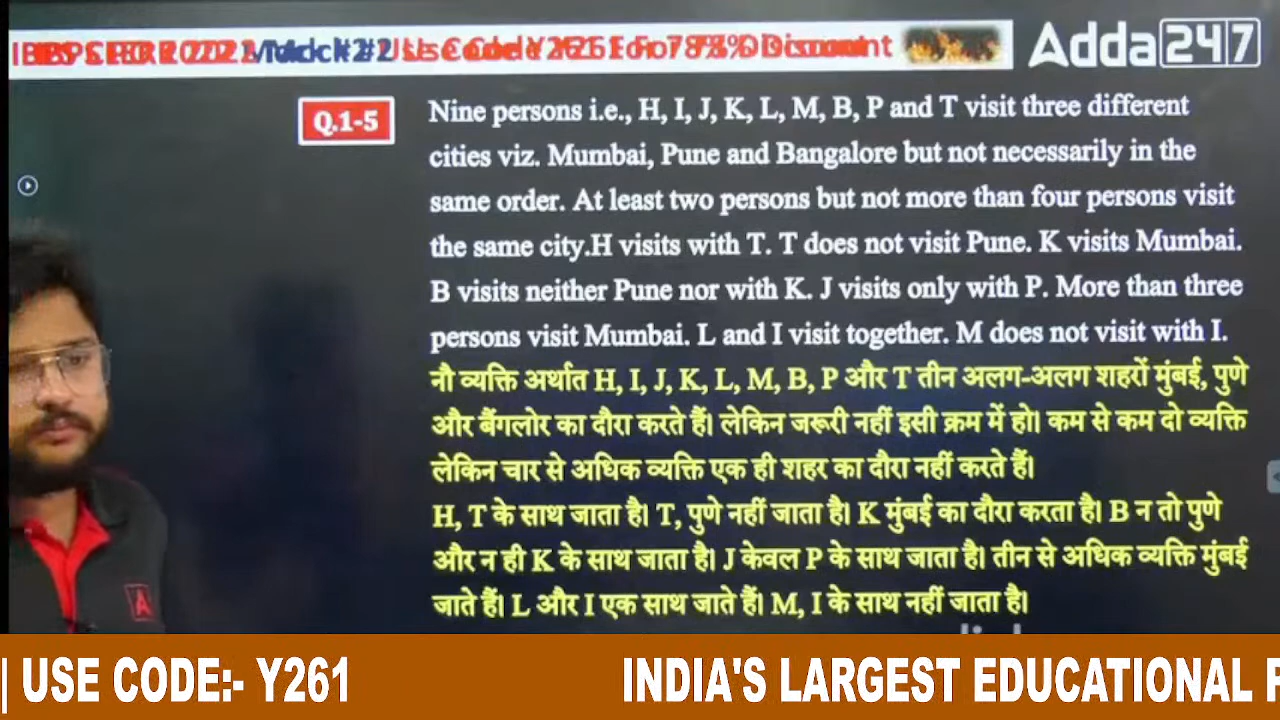 Adda247
Q.1-5
Nine persons i.e., H, I, J, K, L, M, B, P and T visit three different
cities viz. Mumbai, Pune and Bangalore but not necessarily in the
same order. At least two persons but not more than four persons visit
the same city.H visits with T. T does not visit Pune. K visits Mumbai.
B visits neither Pune nor with K. J visits only with P. More than three
persons visit Mumbai. L and I visit together. M does not visit with I.
नौ व्यक्ति अर्थात H, I, J, K, L, M, B, P और T तीन अलग-अलग शहरों मुंबई, पुणे
और बैंगलोर का दौरा करते हैं। लेकिन जरूरी नहीं इसी क्रम में हो। कम से कम दो व्यक्ति
लेकिन चार से अधिक व्यक्ति एक ही शहर का दौरा नहीं करते हैं।
H, T के साथ जाता है। T, पुणे नहीं जाता है। K मुंबई का दौरा करता है। B न तो पुणे
और न ही K के साथ जाता है। J केवल P के साथ जाता है। तीन से अधिक व्यक्ति मुंबई
जाते हैं। L और I एक साथ जाते हैं। M, I के साथ नहीं जाता है।
A
| USE CODE:- Y261 INDIA'S LARGEST EDUCATIONAL